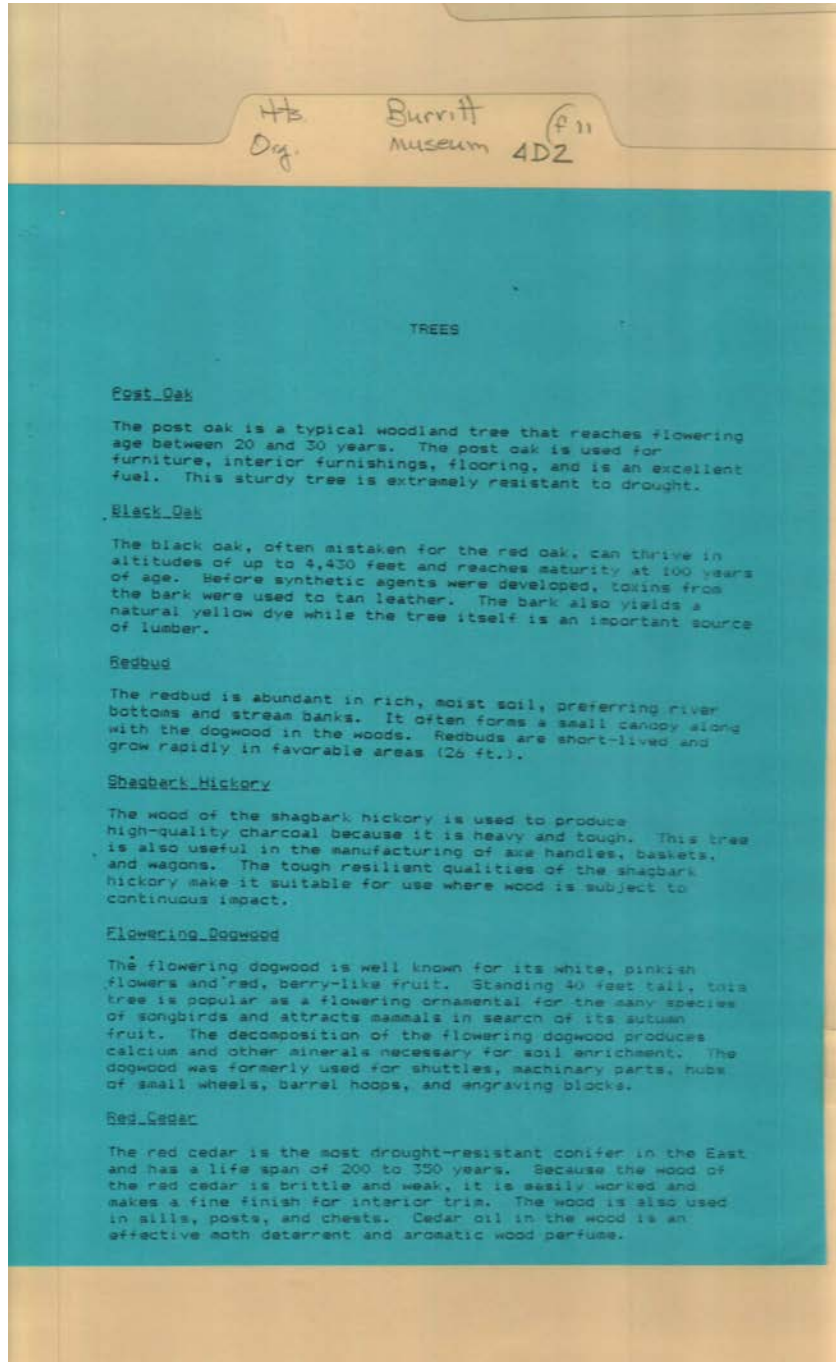 Hts. Burritt f 11
Org. Museum 4D2
TREES
Post Oak
The post oak is a typical woodland tree that reaches flowering
age between 20 and 30 years. The post oak is used for
furniture, interior furnishings, flooring, and is an excellent
fuel. This sturdy tree is extremely resistant to drought.
Black Oak
The black oak, often mistaken for the red oak, can thrive in
altitudes of up to 4,430 feet and reaches maturity at 100 years
of age. Before synthetic agents were developed, toxins from
the bark were used to tan leather. The bark also yields a
natural yellow dye while the tree itself is an important source
of lumber.
Redbud
The redbud is abundant in rich, moist soil, preferring river
bottoms and stream banks. It often forms a small canopy along
with the dogwood in the woods. Redbuds are short-lived and
grow rapidly in favorable areas (26 ft.).
Shagbark Hickory
The wood of the shagbark hickory is used to produce
high-quality charcoal because it is heavy and tough. This tree
is also useful in the manufacturing of axe handles, baskets,
and wagons. The tough resilient qualities of the shagbark
hickory make it suitable for use where wood is subject to
continuous impact.
Flowering Dogwood
The flowering dogwood is well known for its white, pinkish
flowers and red, berry-like fruit. Standing 40 feet tall, this
tree is popular as a flowering ornamental for the many species
of songbirds and attracts mammals in search of its autumn
fruit. The decomposition of the flowering dogwood produces
calcium and other minerals necessary for soil enrichment. The
dogwood was formerly used for shuttles, machinary parts, hubs
of small wheels, barrel hoops, and engraving blocks.
Red Cedar
The red cedar is the most drought-resistant conifer in the East
and has a life span of 200 to 350 years. Because the wood of
the red cedar is brittle and weak, it is easily worked and
makes a fine finish for interior trim. The wood is also used
in sills, posts, and chests. Cedar oil in the wood is an
effective moth deterrent and aromatic wood perfume.